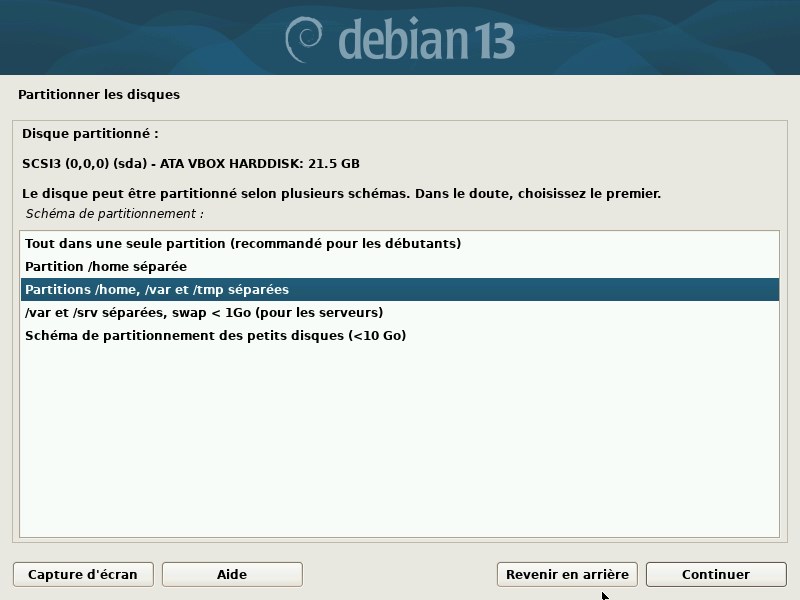 debian 13
Partitionner les disques
Disque partitionné :
SCSI3 (0,0,0) (sda) - ATA VBOX HARDDISK: 21.5 GB
Le disque peut être partitionné selon plusieurs schémas. Dans le doute, choisissez le premier.
Schéma de partitionnement :
Tout dans une seule partition (recommandé pour les débutants)
Partition /home séparée
Partitions /home, /var et /tmp séparées
/var et /srv séparées, swap < 1Go (pour les serveurs)
Schéma de partitionnement des petits disques (<10 Go)
Capture d'écran Aide Revenir en arrière Continuer